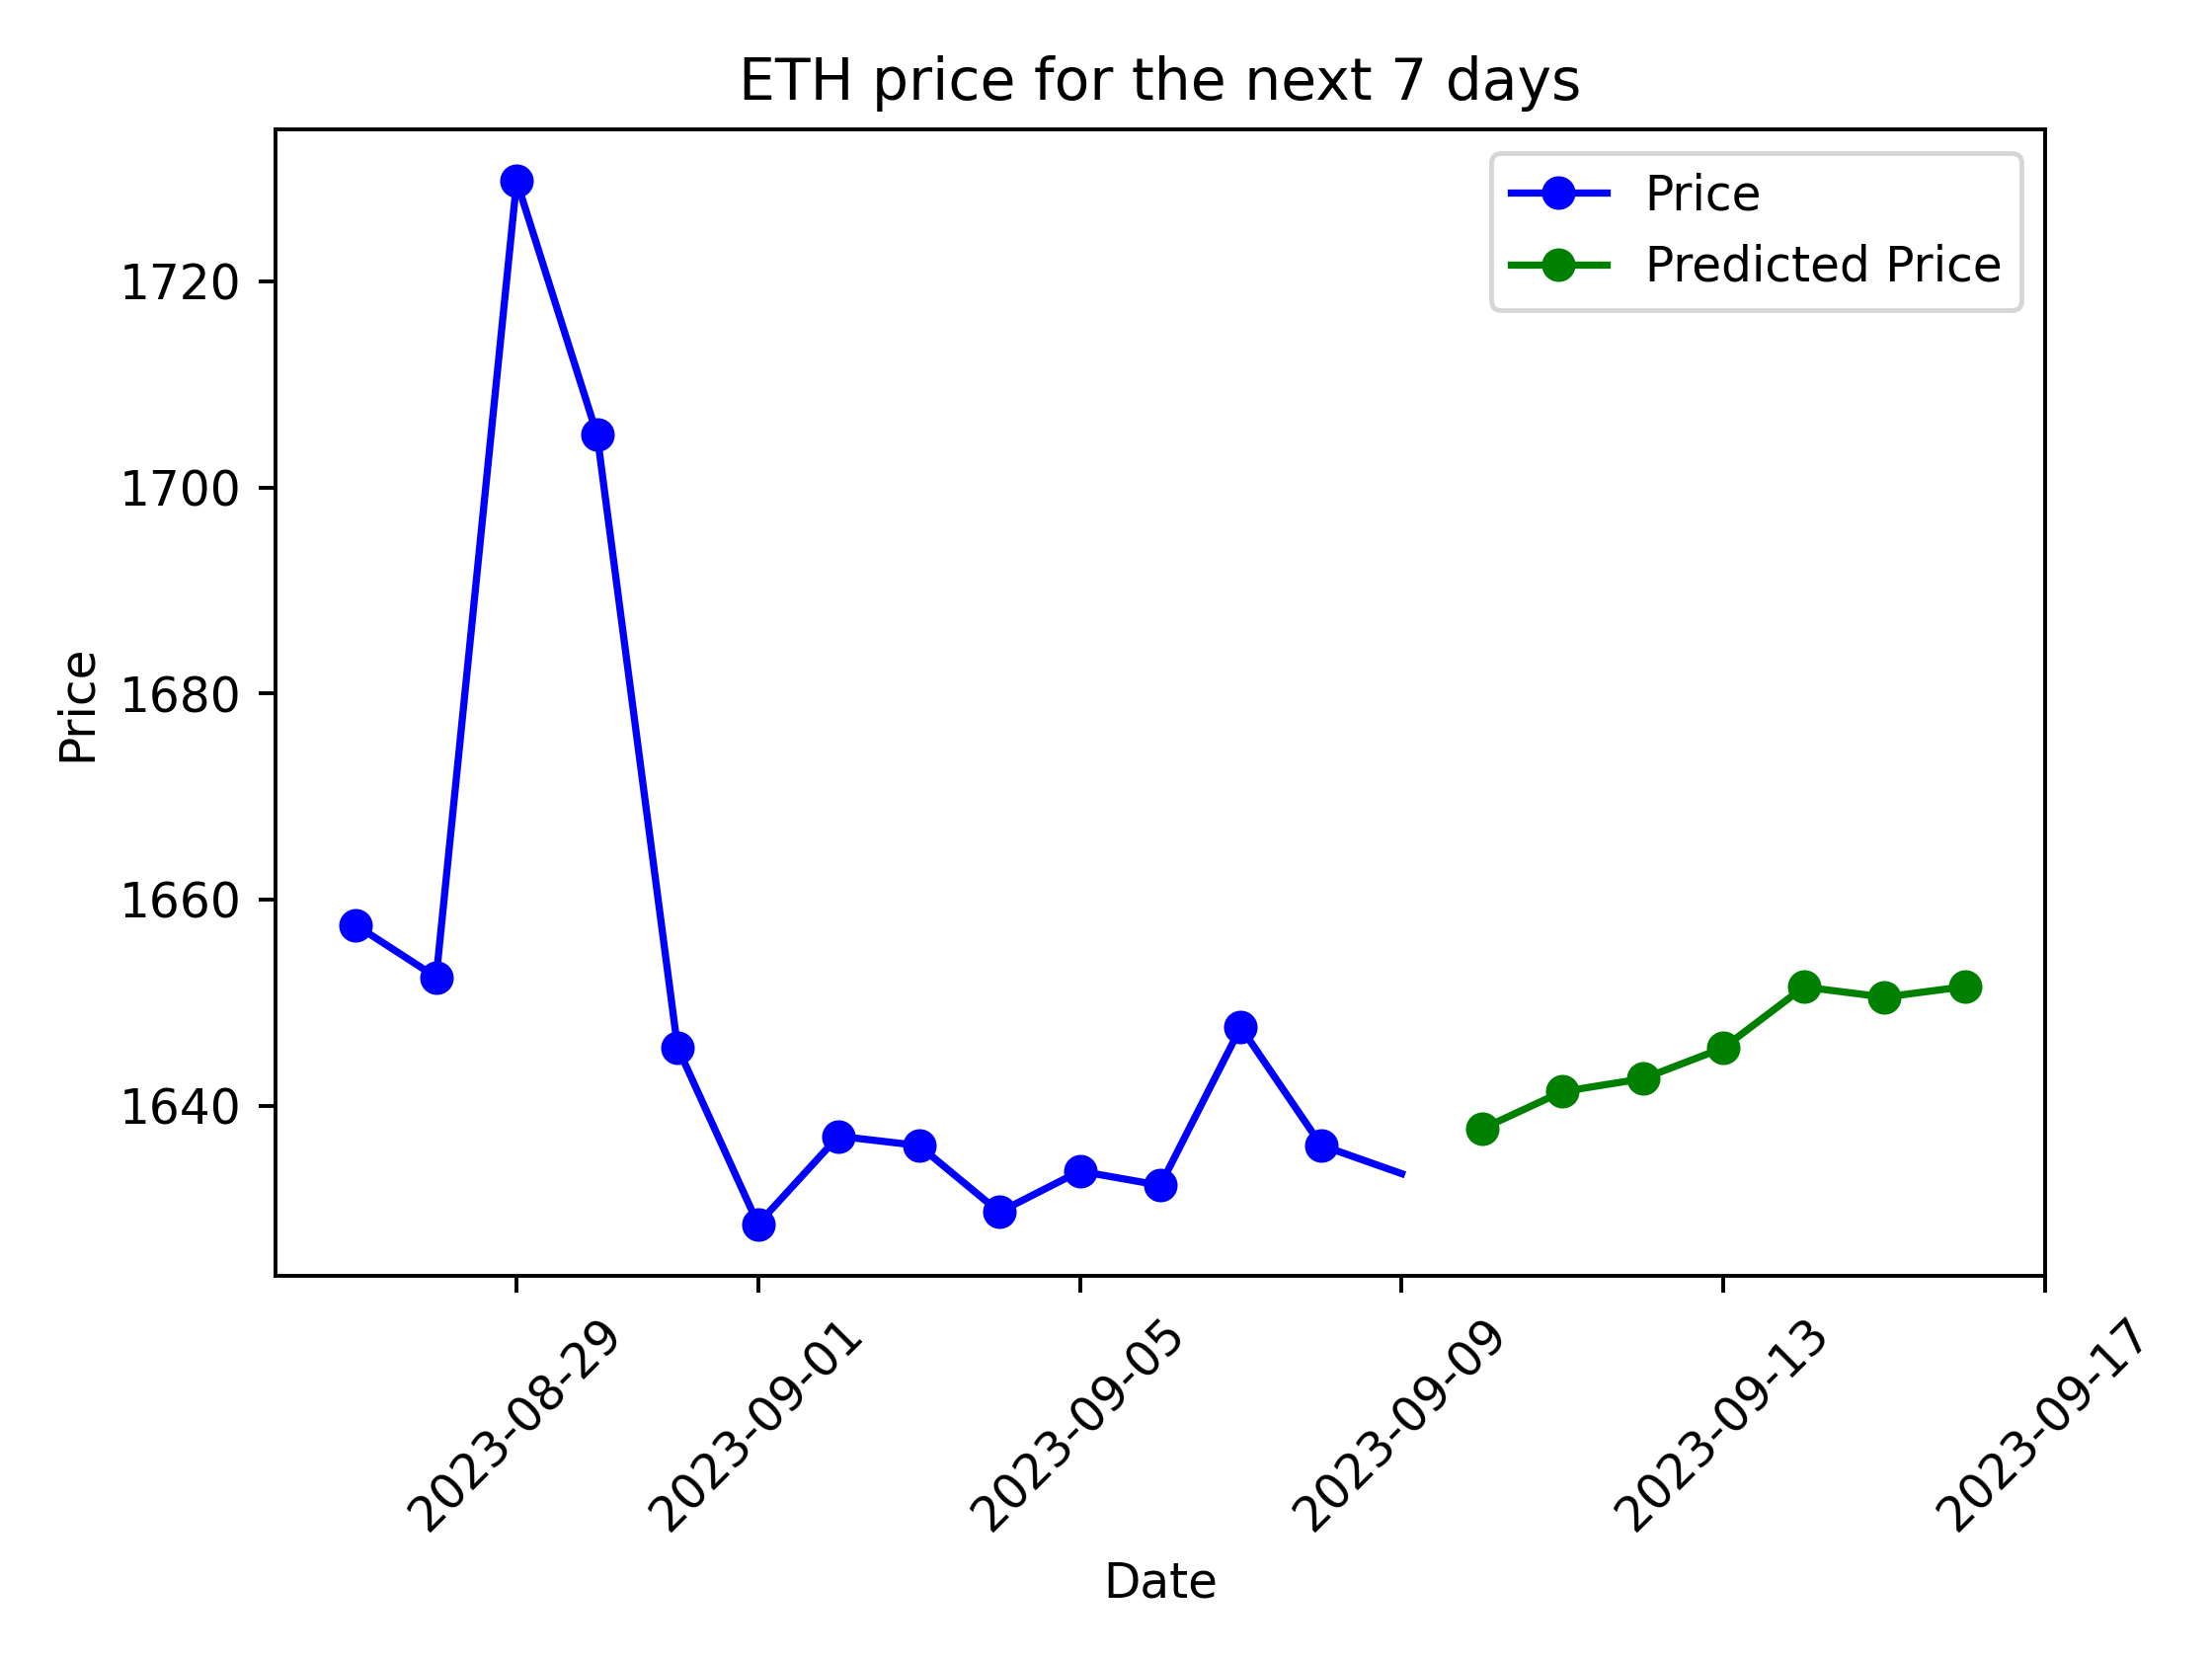 ETH price for the next 7 days
Price
Predicted Price
1720
1700
1680
1660
1640
Price
2023-08-29
2023-09-01
2023-09-05
2023-09-09
2023-09-13
2023-09-17
Date